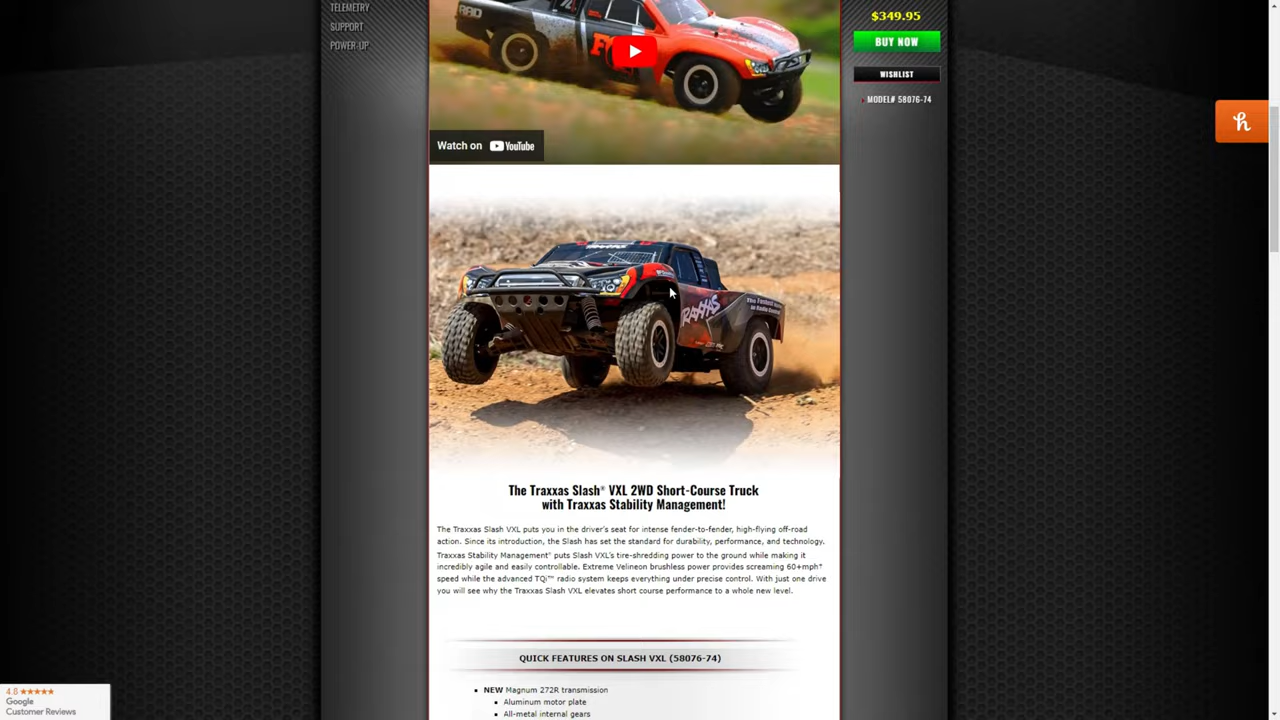 TELEMETRY
SUPPORT
POWER-UP
$349.95
BUY NOW
WISHLIST
MODEL# 58076-74
RAID
Watch on YouTube
TRAXXAS
The Traxxas Slash® VXL 2WD Short-Course Truck
with Traxxas Stability Management!
The Traxxas Slash VXL puts you in the driver's seat for intense fender-to-fender, high-flying off-road
action. Since its introduction, the Slash has set the standard for durability, performance, and technology.
Traxxas Stability Management® puts Slash VXL's tire-shredding power to the ground while making it
incredibly agile and easily controllable. Extreme Velineon brushless power provides screaming 60+mph†
speed while the advanced TQi™ radio system keeps everything under precise control. With just one drive
you will see why the Traxxas Slash VXL elevates short course performance to a whole new level.
QUICK FEATURES ON SLASH VXL (58076-74)
NEW Magnum 272R transmission
Aluminum motor plate
All-metal internal gears
4.8 ★★★★★
Google
Customer Reviews